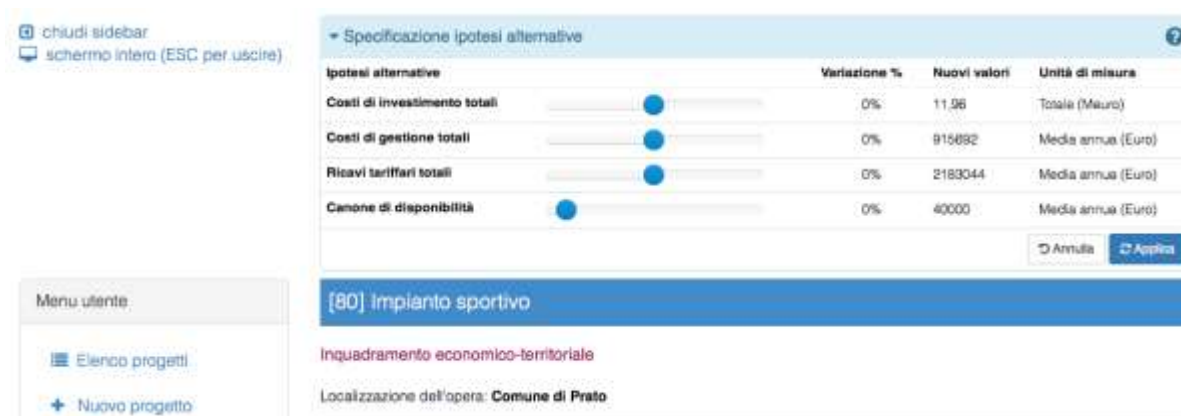 chiudi sidebar
schermo intero (ESC per uscire)
Specificazione ipotesi alternative
Ipotesi alternative Variazione % Nuovi valori Unità di misura
Costi di investimento totali 0% 11.96 Totale (Meuro)
Costi di gestione totali 0% 915692 Media annua (Euro)
Ricavi tariffari totali 0% 2183044 Media annua (Euro)
Canone di disponibilità 0% 40000 Media annua (Euro)
Annulla Applica
Menu utente
Elenco progetti
Nuovo progetto
[80] Impianto sportivo
Inquadramento economico-territoriale
Localizzazione dell'opera: Comune di Prato